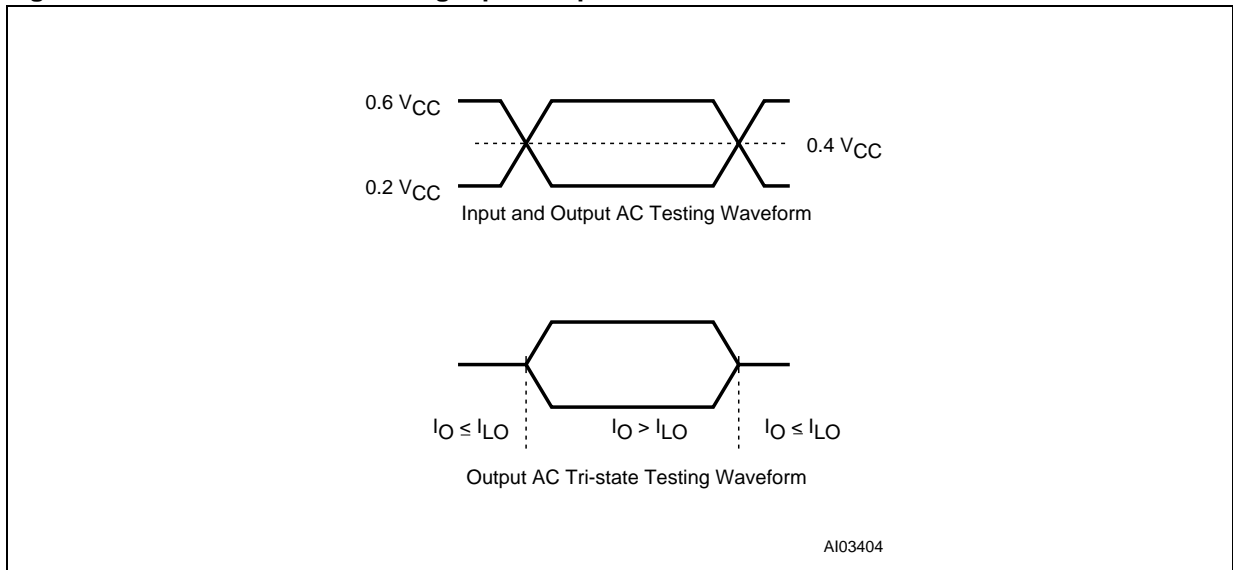 0.6 VCC
0.4 VCC
0.2 VCC
Input and Output AC Testing Waveform
IO ≤ ILO IO > ILO IO ≤ ILO
Output AC Tri-state Testing Waveform
AI03404